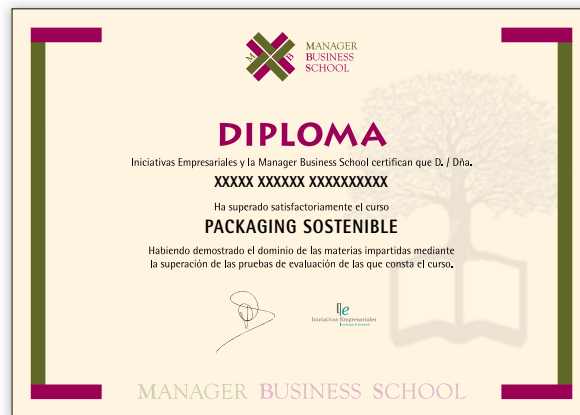 M B
MANAGER
BUSINESS
SCHOOL
DIPLOMA
Iniciativas Empresariales y la Manager Business School certifican que D. / Dña.
XXXXX XXXXXX XXXXXXXXXX
Ha superado satisfactoriamente el curso
PACKAGING SOSTENIBLE
Habiendo demostrado el dominio de las materias impartidas mediante
la superación de las pruebas de evaluación de las que consta el curso.
Iniciativas Empresariales
MANAGER BUSINESS SCHOOL